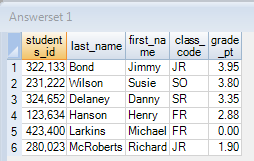 Answerset 1
students_id last_name first_name class_code grade_pt
1 322,133 Bond Jimmy JR 3.95
2 231,222 Wilson Susie SO 3.80
3 324,652 Delaney Danny SR 3.35
4 123,634 Hanson Henry FR 2.88
5 423,400 Larkins Michael FR 0.00
6 280,023 McRoberts Richard JR 1.90